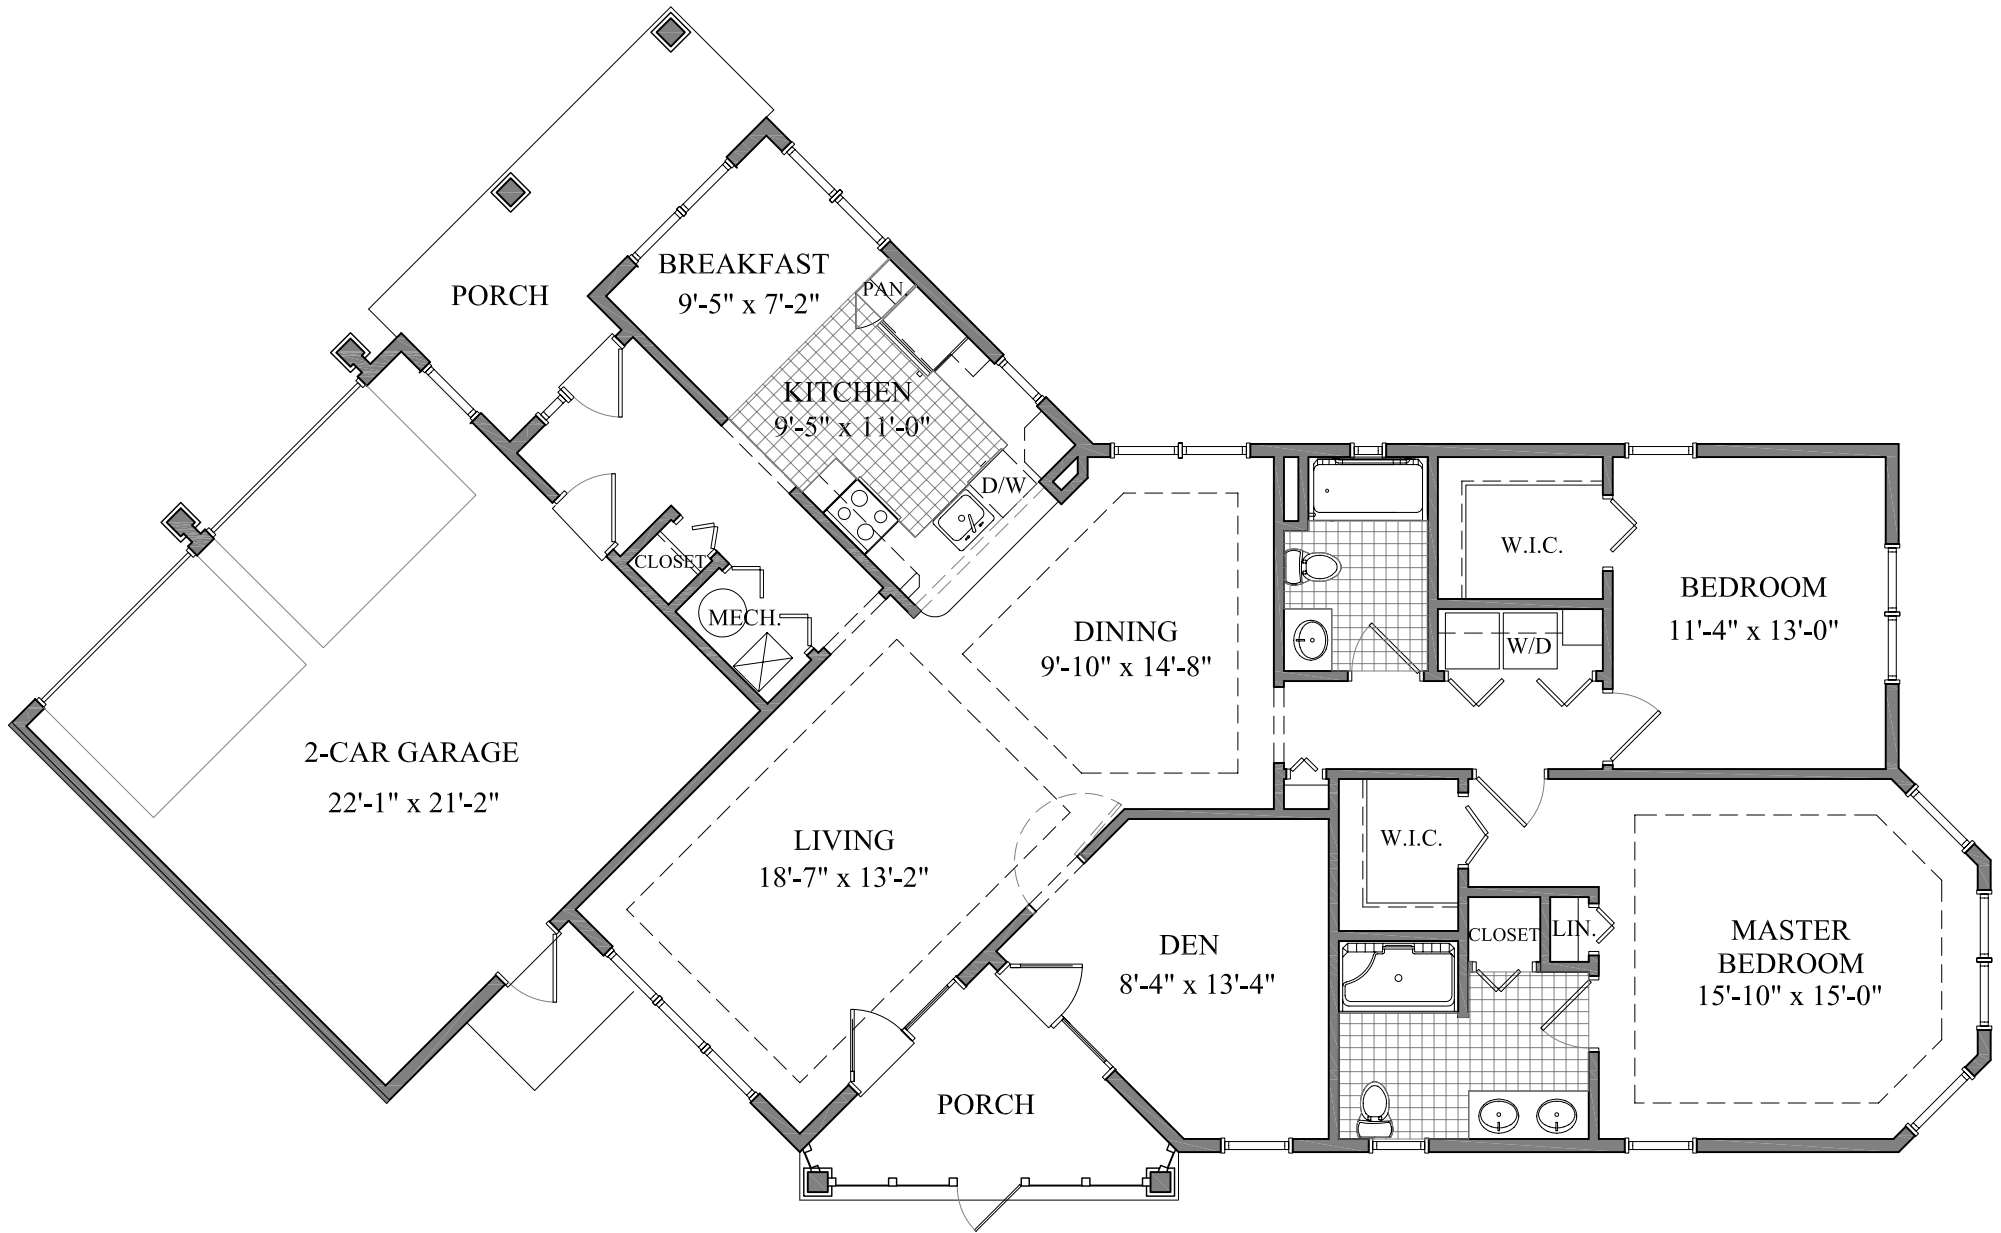 BREAKFAST
9'-5" x 7'-2"
PORCH
PAN.
KITCHEN
9'-5" x 11'-0"
D/W
CLOSET
MECH.
DINING
9'-10" x 14'-8"
W.I.C.
W/D
BEDROOM
11'-4" x 13'-0"
2-CAR GARAGE
22'-1" x 21'-2"
LIVING
18'-7" x 13'-2"
W.I.C.
DEN
8'-4" x 13'-4"
CLOSET
LIN.
MASTER
BEDROOM
15'-10" x 15'-0"
PORCH